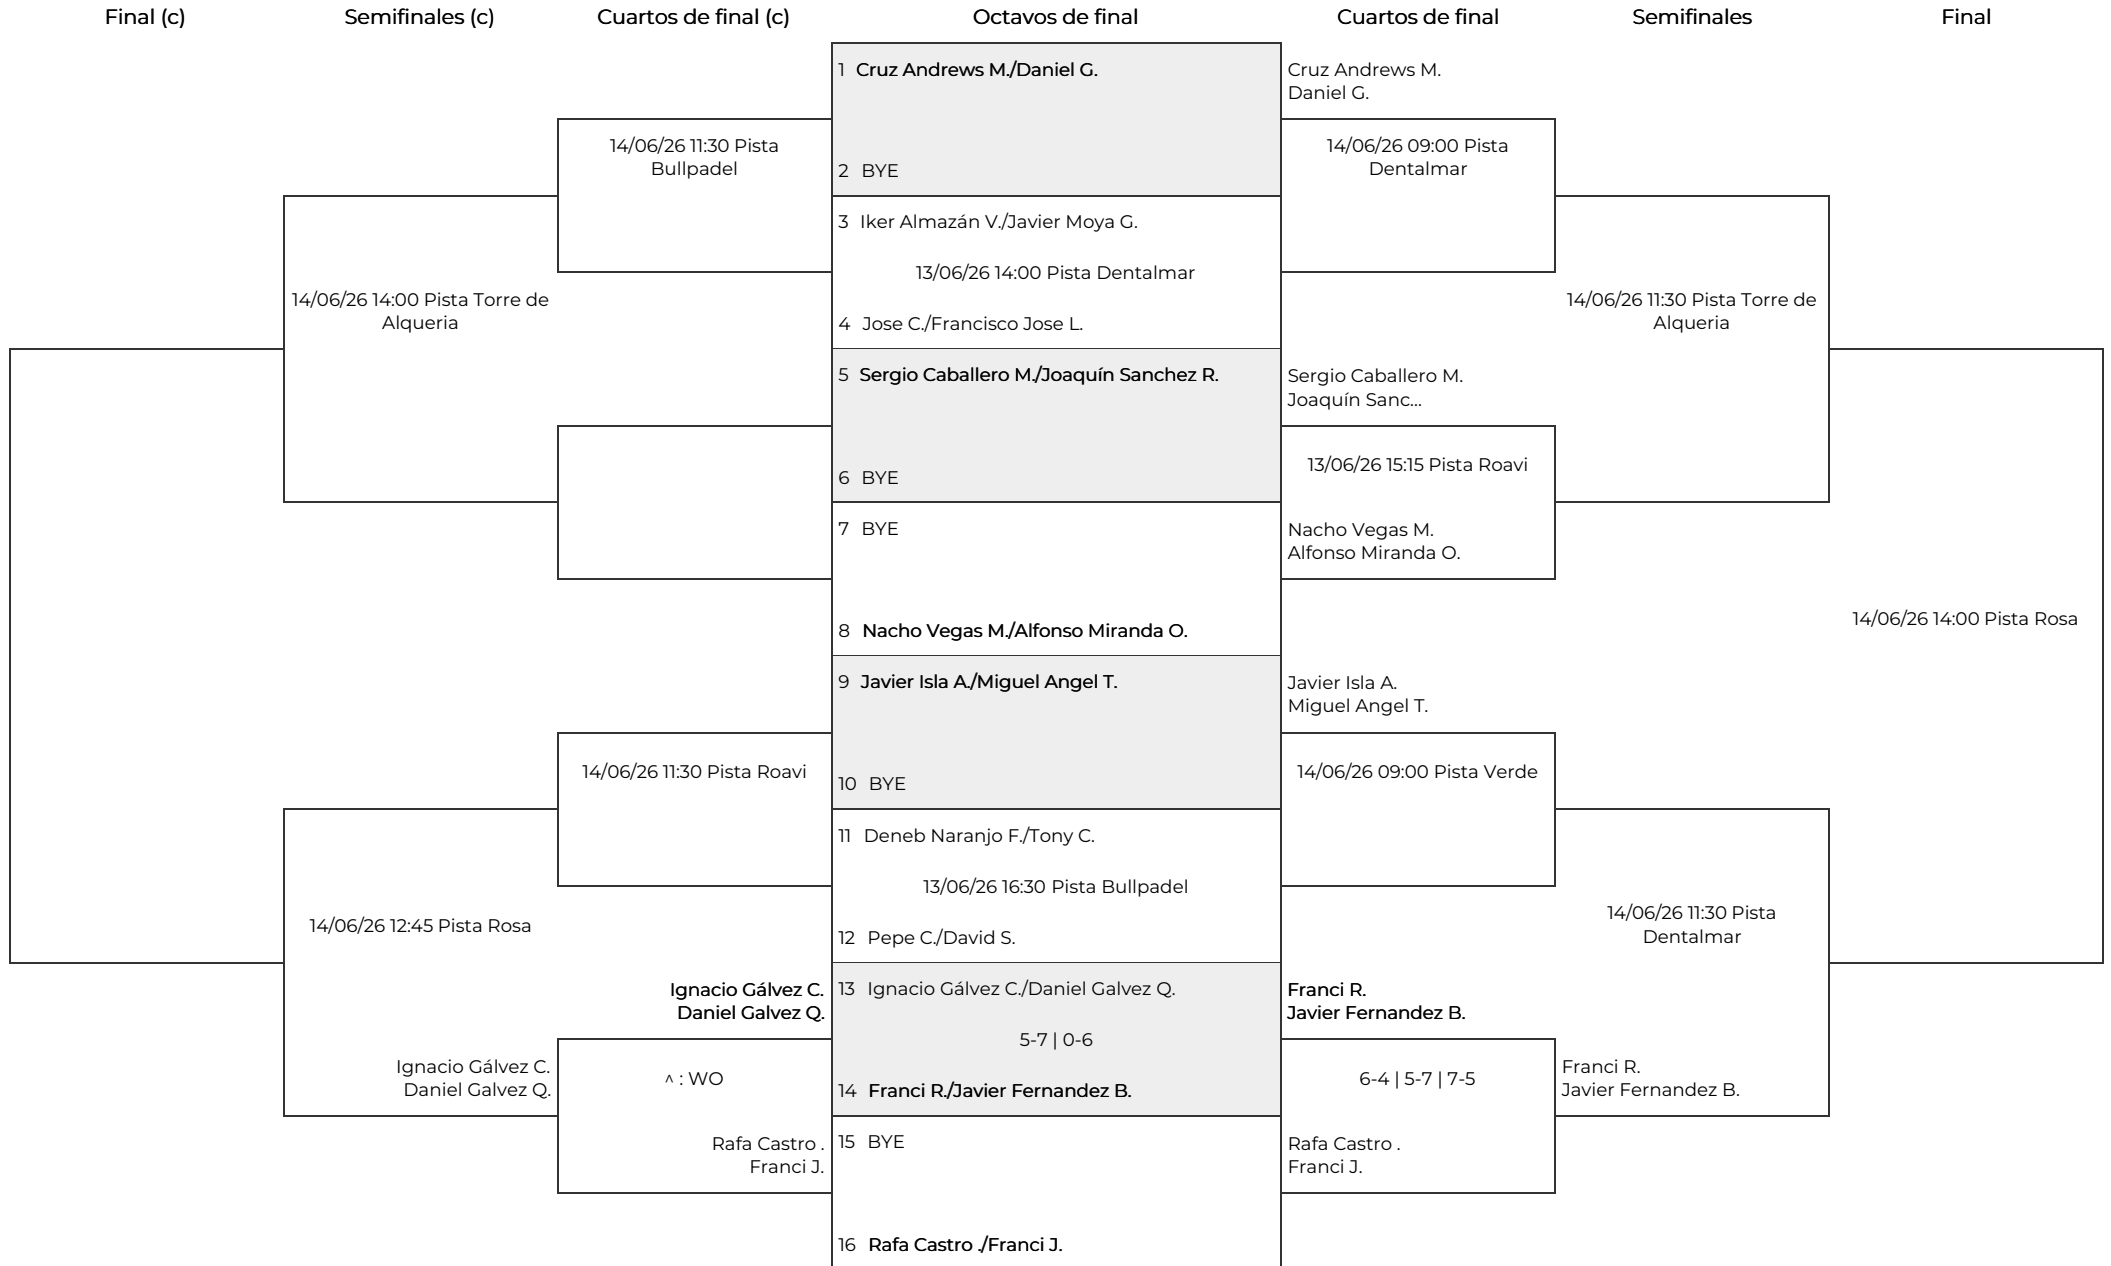 Final (c)
Semifinales (c)
Cuartos de final (c)
Octavos de final
Cuartos de final
Semifinales
Final
14/06/26 14:00 Pista Torre de
Alqueria
14/06/26 12:45 Pista Rosa
Ignacio Gálvez C.
Daniel Galvez Q.
14/06/26 11:30 Pista
Bullpadel
14/06/26 11:30 Pista Roavi
Ignacio Gálvez C.
Daniel Galvez Q.
^ : WO
Rafa Castro .
Franci J.
1 Cruz Andrews M./Daniel G.
2 BYE
3 Iker Almazán V./Javier Moya G.
13/06/26 14:00 Pista Dentalmar
4 Jose C./Francisco Jose L.
5 Sergio Caballero M./Joaquín Sanchez R.
6 BYE
7 BYE
8 Nacho Vegas M./Alfonso Miranda O.
9 Javier Isla A./Miguel Angel T.
10 BYE
11 Deneb Naranjo F./Tony C.
13/06/26 16:30 Pista Bullpadel
12 Pepe C./David S.
13 Ignacio Gálvez C./Daniel Galvez Q.
5-7 | 0-6
14 Franci R./Javier Fernandez B.
15 BYE
16 Rafa Castro ./Franci J.
Cruz Andrews M.
Daniel G.
14/06/26 09:00 Pista
Dentalmar
Sergio Caballero M.
Joaquín Sanc...
13/06/26 15:15 Pista Roavi
Nacho Vegas M.
Alfonso Miranda O.
Javier Isla A.
Miguel Angel T.
14/06/26 09:00 Pista Verde
Franci R.
Javier Fernandez B.
6-4 | 5-7 | 7-5
Rafa Castro .
Franci J.
14/06/26 11:30 Pista Torre de
Alqueria
14/06/26 11:30 Pista
Dentalmar
Franci R.
Javier Fernandez B.
14/06/26 14:00 Pista Rosa